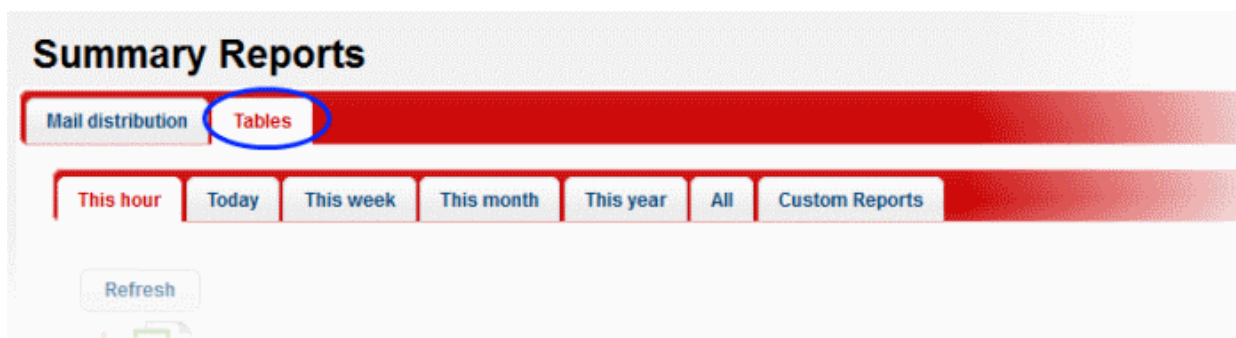 Summary Reports
Mail distribution Tables
This hour Today This week This month This year All Custom Reports
Refresh